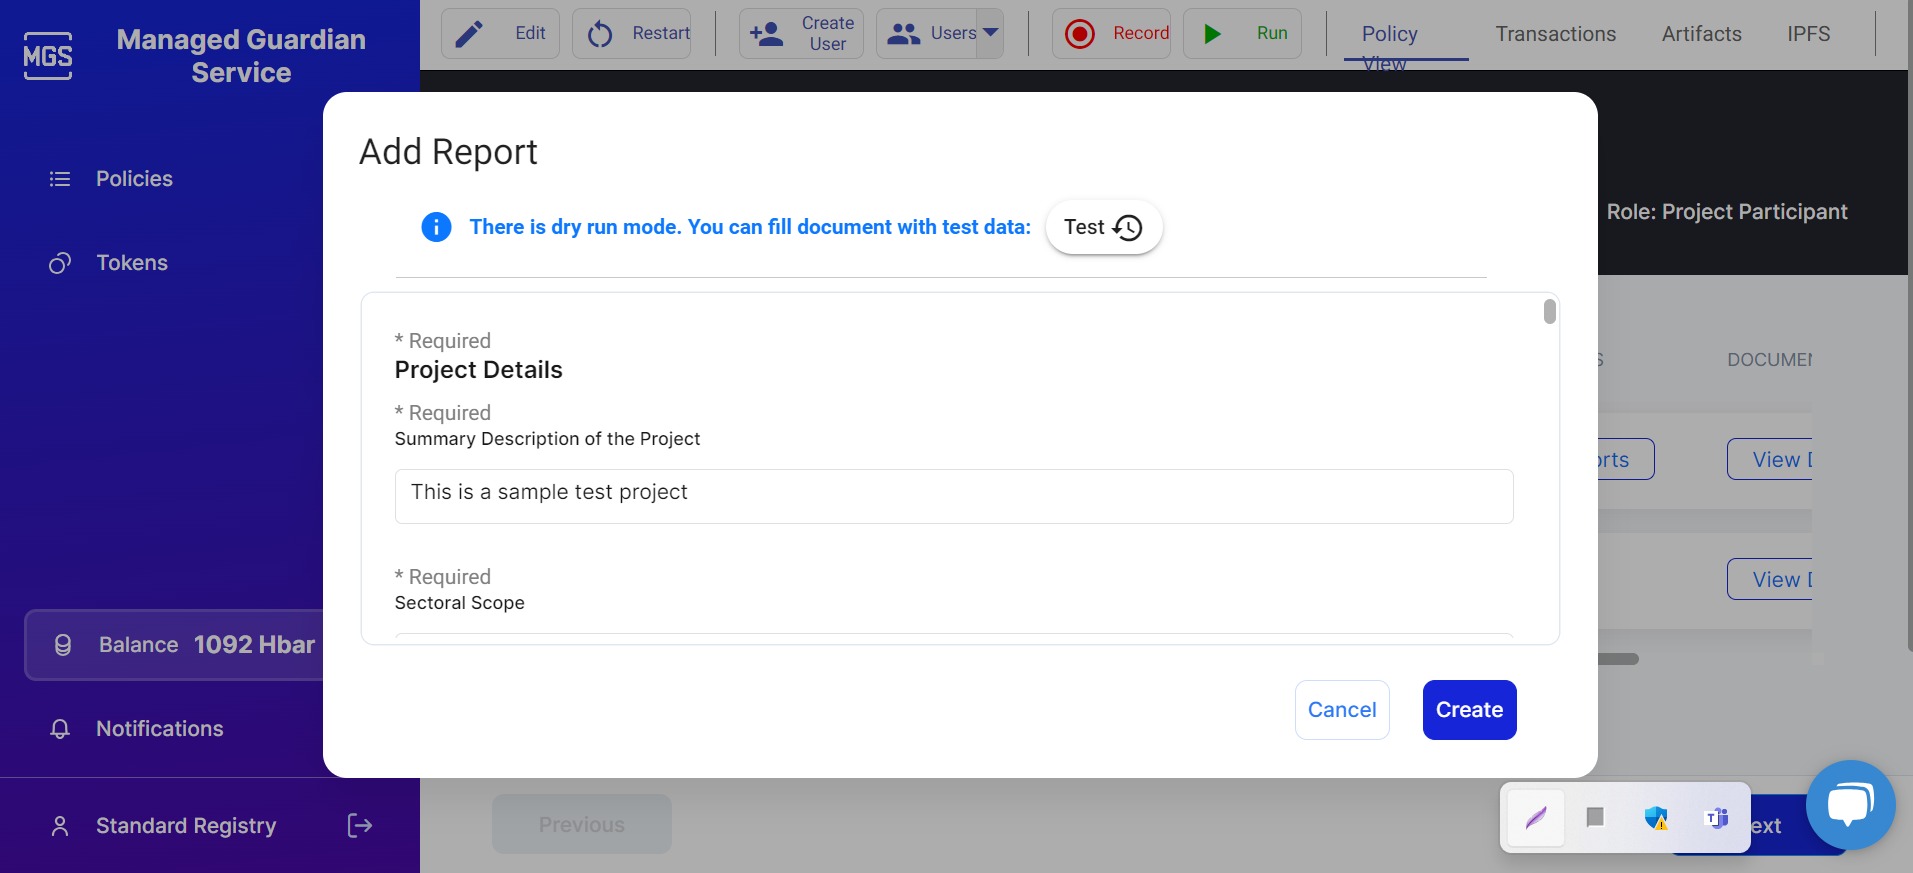 MGS
Managed Guardian
Service
Policies
Tokens
Balance 1092 Hbar
Notifications
Standard Registry
Edit
Restart
Create
User
Users
Record
Run
Policy
View
Transactions
Artifacts
IPFS
Role: Project Participant
Add Report
There is dry run mode. You can fill document with test data:
Test
* Required
Project Details
* Required
Summary Description of the Project
This is a sample test project
* Required
Sectoral Scope
Cancel
Create
S
DOCUMEN
orts
View D
View D
Previous
ext